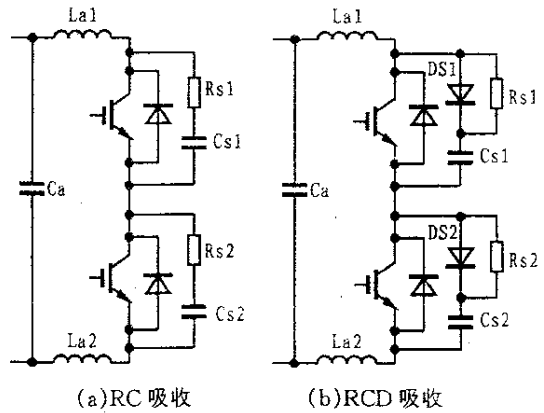 La1
Rs1
Cs1
Ca
Rs2
Cs2
La2
(a)RC 吸收
La1
DS1
Rs1
Cs1
Ca
DS2
Rs2
Cs2
La2
(b)RCD 吸收